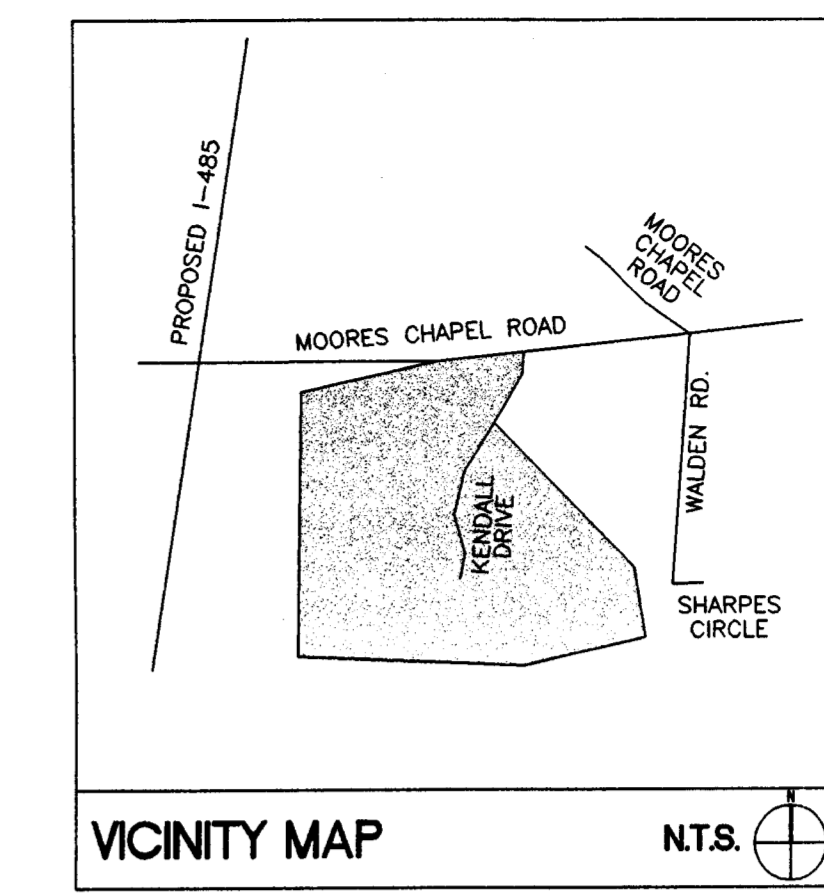 PROPOSED I-485
MOORES
CHAPEL
ROAD
MOORES CHAPEL ROAD
WALDEN RD.
KENDALL
DRIVE
SHARPES
CIRCLE
VICINITY MAP
N.T.S.
N